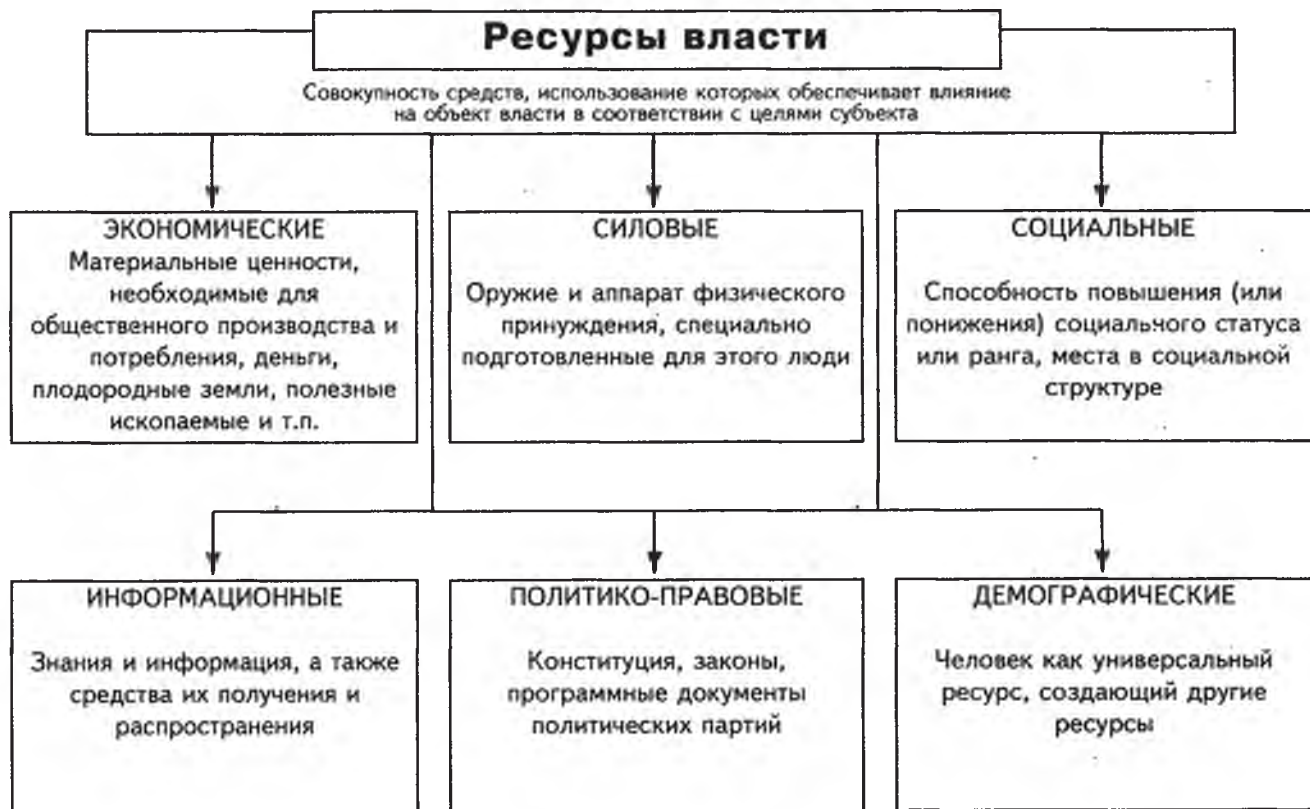 Ресурсы власти
Совокупность средств, использование которых обеспечивает влияние
на объект власти в соответствии с целями субъекта
ЭКОНОМИЧЕСКИЕ
Материальные ценности,
необходимые для
общественного производства и
потребления, деньги,
плодородные земли, полезные
ископаемые и т.п.
СИЛОВЫЕ
Оружие и аппарат физического
принуждения, специально
подготовленные для этого люди
СОЦИАЛЬНЫЕ
Способность повышения (или
понижения) социального статуса
или ранга, места в социальной
структуре
ИНФОРМАЦИОННЫЕ
Знания и информация, а также
средства их получения и
распространения
ПОЛИТИКО-ПРАВОВЫЕ
Конституция, законы,
программные документы
политических партий
ДЕМОГРАФИЧЕСКИЕ
Человек как универсальный
ресурс, создающий другие
ресурсы